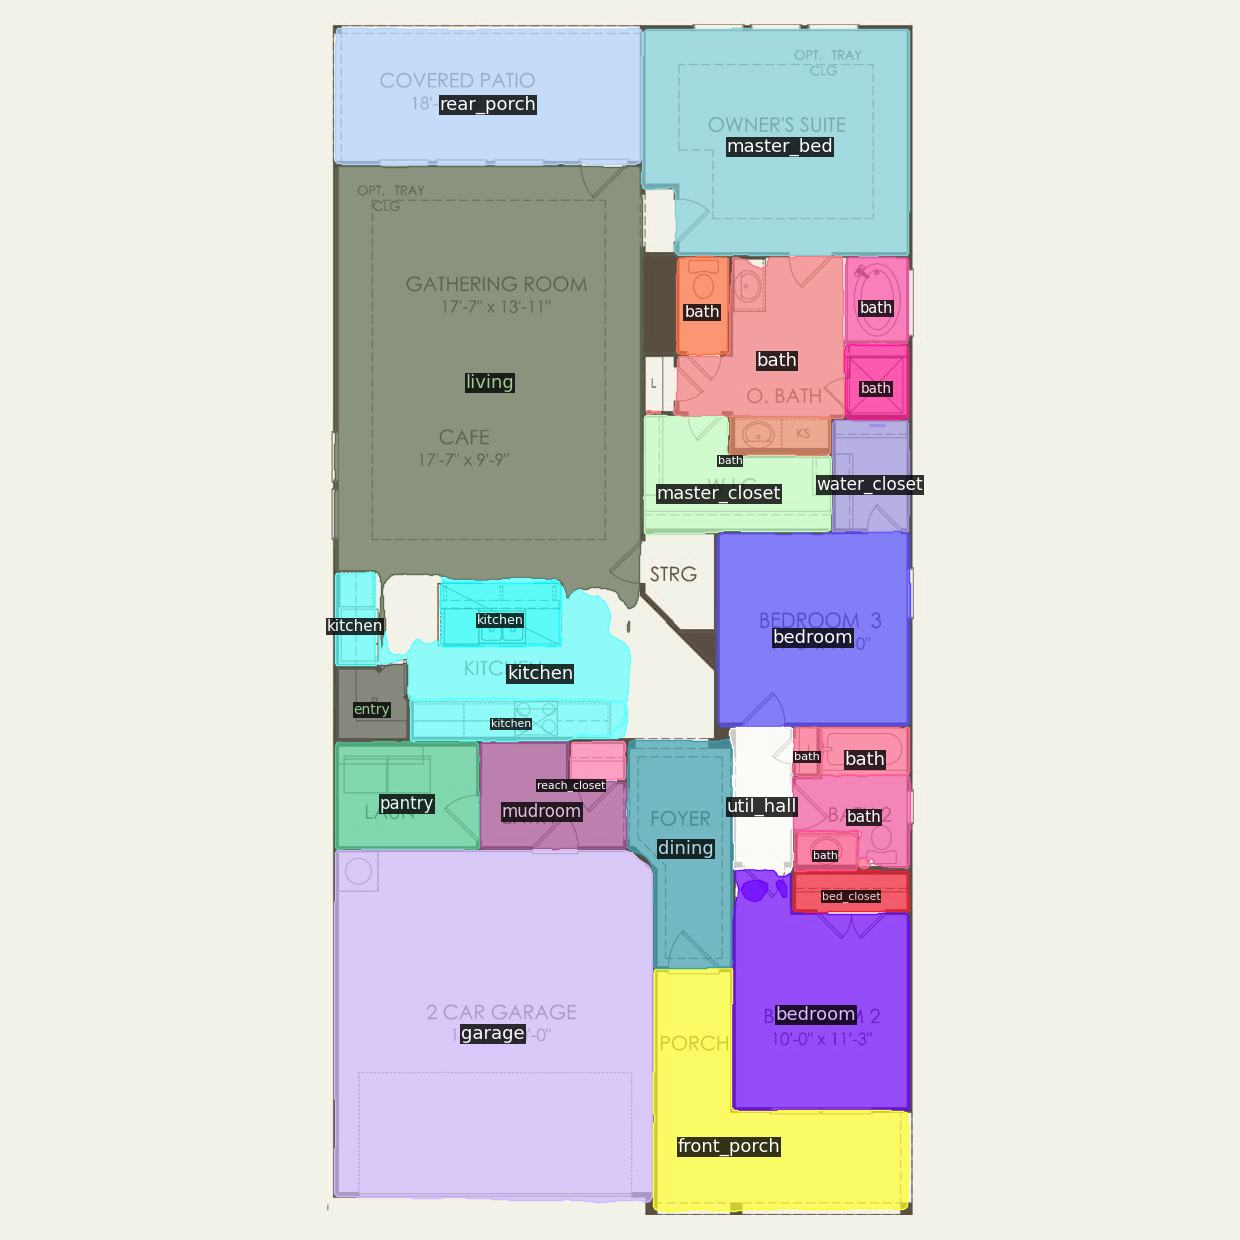 OPT. TRAY
CLG
COVERED PATIO
18'-
rear_porch
OWNER'S SUITE
master_bed
OPT. TRAY
CLG
GATHERING ROOM
17'-7" x 13'-11"
bath
bath
bath
living
L
bath
O. BATH
CAFE
17'-7" x 9'-9"
KS
bath
W.I.C.
master_closet
water_closet
STRG
BEDROOM 3
bedroom
kitchen
kitchen
kitchen
entry
kitchen
bath
bath
pantry
reach_closet
mudroom
util_hall
FOYER
dining
BATH 2
bath
bath
bed_closet
2 CAR GARAGE
garage
-0"
bedroom
10'-0" x 11'-3"
PORCH
front_porch